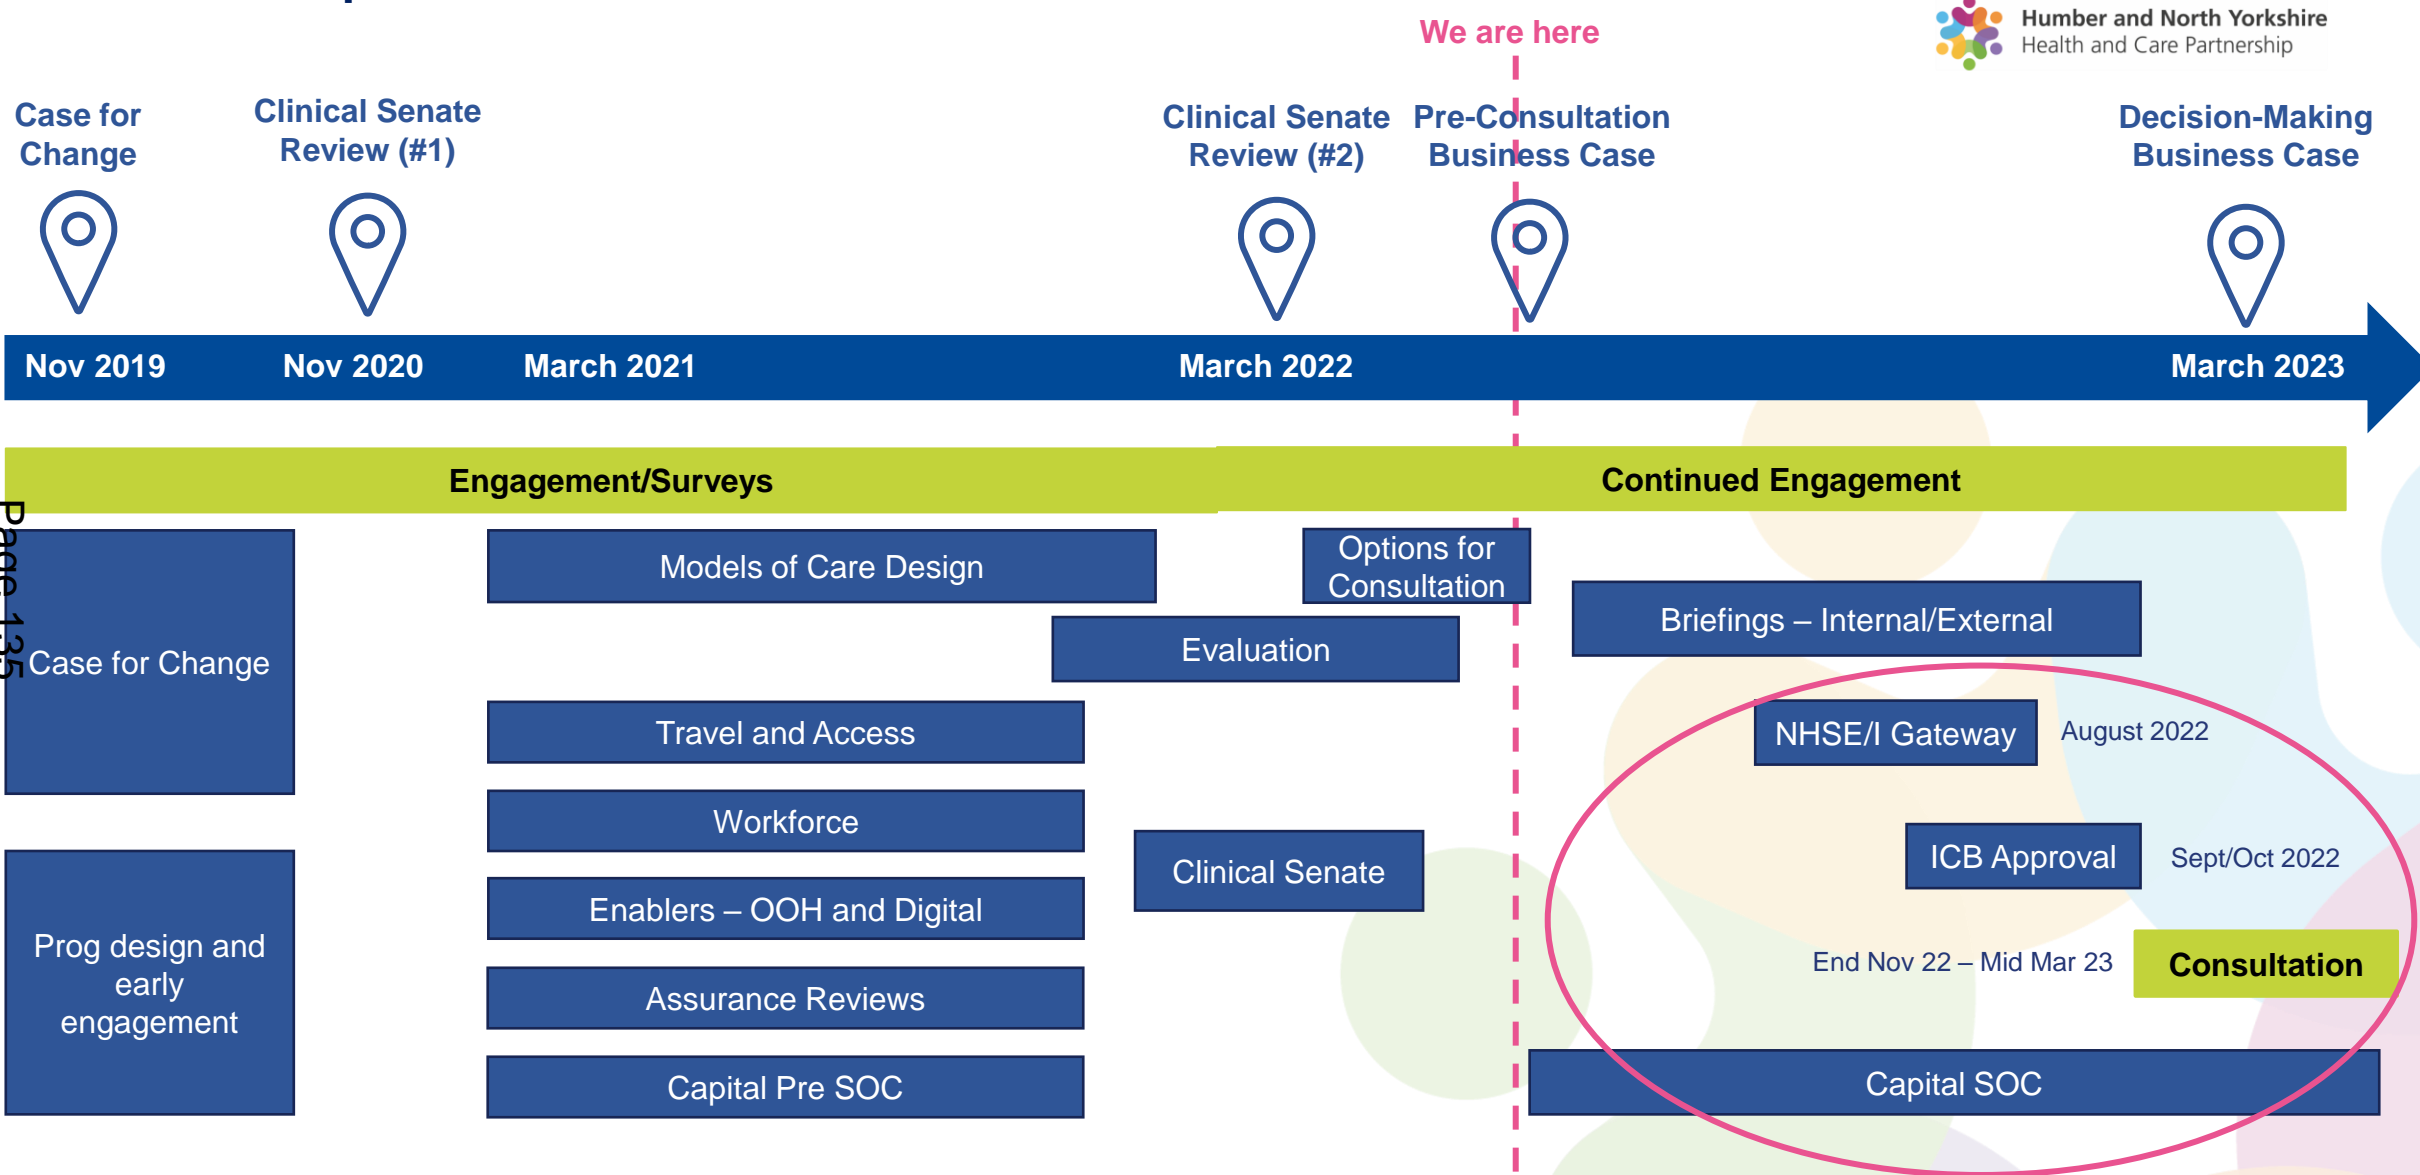 We are here
Humber and North Yorkshire
Health and Care Partnership
Case for
Change
Clinical Senate
Review (#1)
Clinical Senate
Review (#2)
Pre-Consultation
Business Case
Decision-Making
Business Case
Nov 2019
Nov 2020
March 2021
March 2022
March 2023
Engagement/Surveys
Continued Engagement
Page 135
Case for Change
Models of Care Design
Options for
Consultation
Briefings – Internal/External
Evaluation
Travel and Access
NHSE/I Gateway
August 2022
Workforce
Clinical Senate
ICB Approval
Sept/Oct 2022
Enablers – OOH and Digital
Prog design and
early
engagement
End Nov 22 – Mid Mar 23
Consultation
Assurance Reviews
Capital Pre SOC
Capital SOC